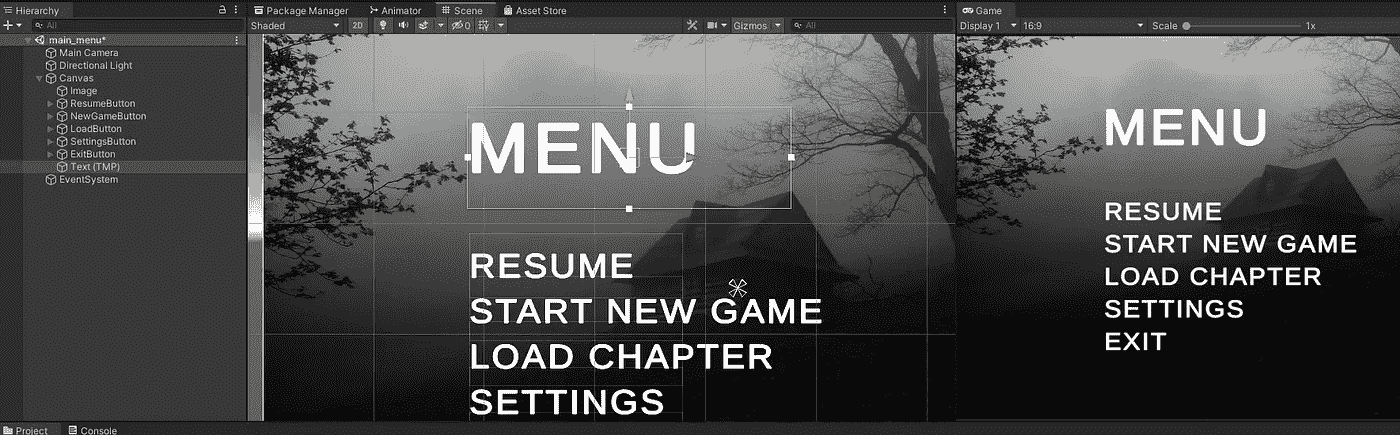 Hierarchy
All
main_menu*
Main Camera
Directional Light
Canvas
Image
ResumeButton
NewGameButton
LoadButton
SettingsButton
ExitButton
Text (TMP)
EventSystem
Package Manager Animator Scene Asset Store
Shaded 2D 0 Gizmos All
MENU
RESUME
START NEW GAME
LOAD CHAPTER
SETTINGS
Game
Display 1 16:9 Scale 1x
MENU
RESUME
START NEW GAME
LOAD CHAPTER
SETTINGS
EXIT
Project Console